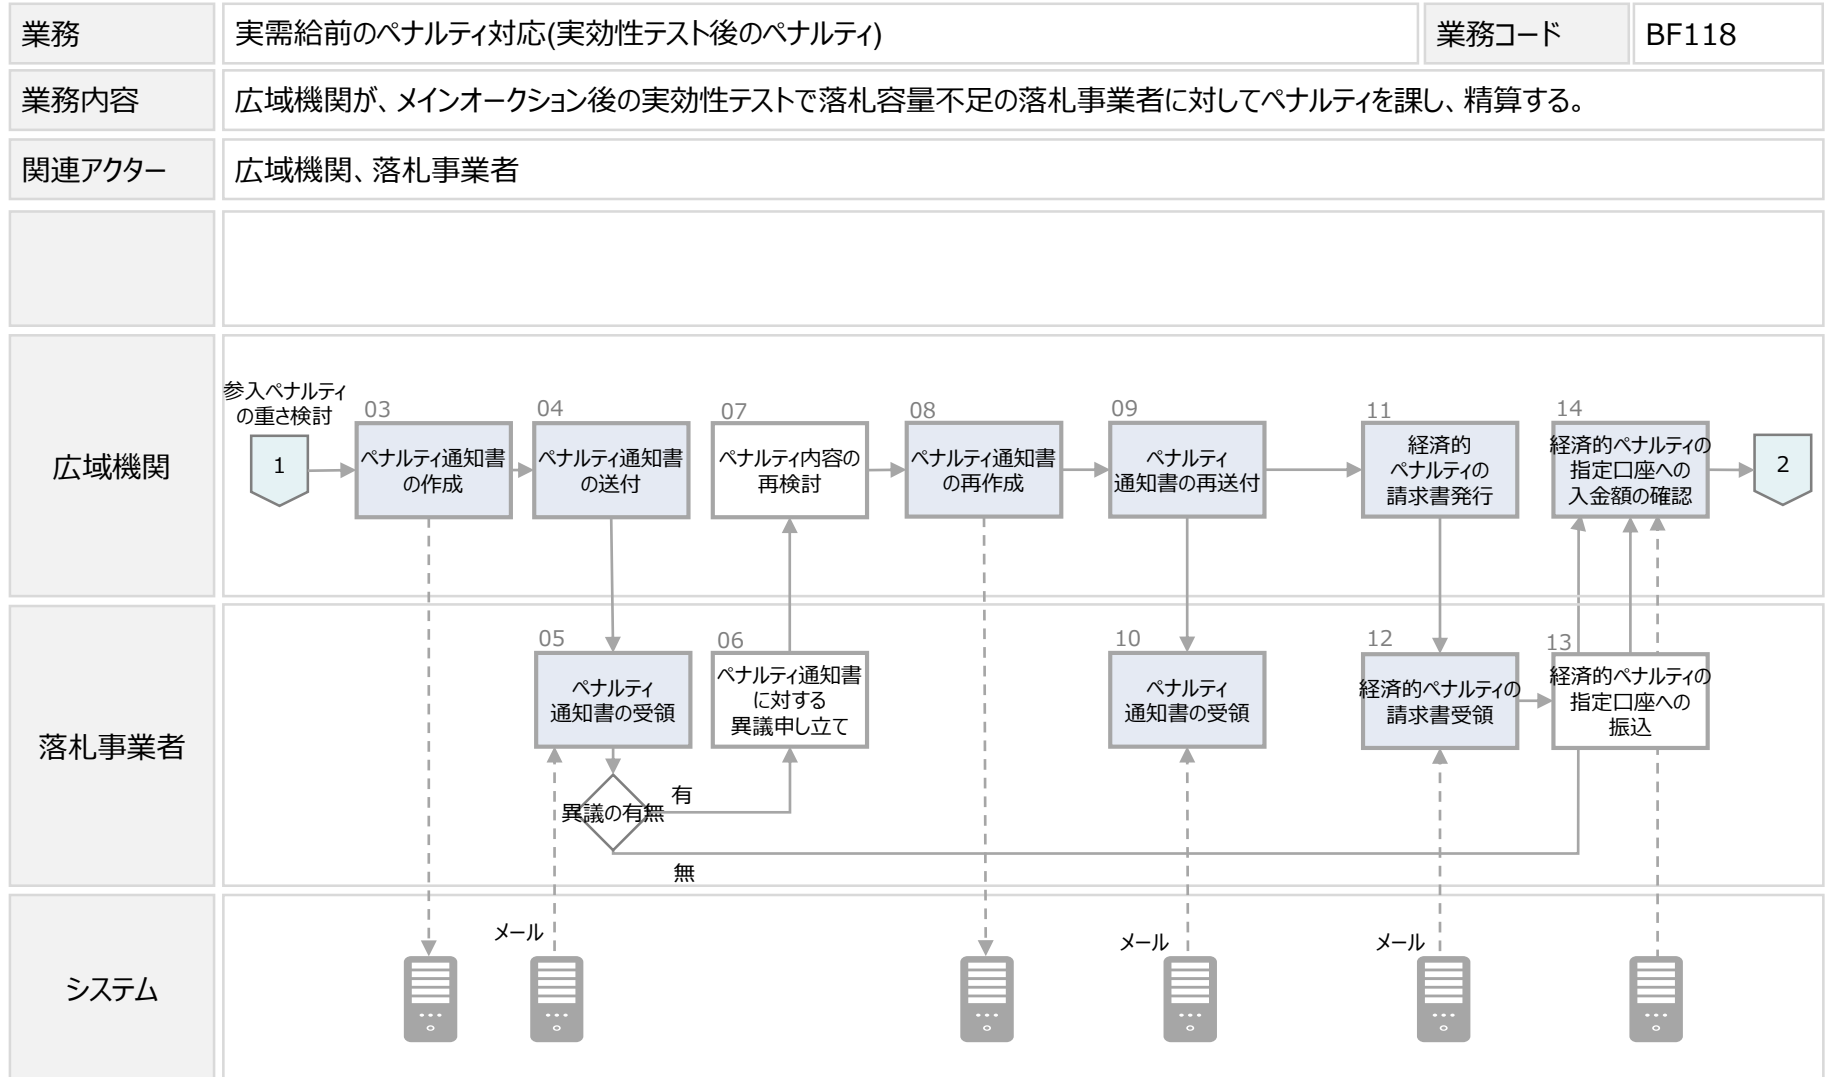 業務
実需給前のペナルティ対応(実効性テスト後のペナルティ)
業務コード
BF118
業務内容
広域機関が、メインオークション後の実効性テストで落札容量不足の落札事業者に対してペナルティを課し、精算する。
関連アクター
広域機関、落札事業者
広域機関
参入ペナルティ
の重さ検討
1
03
ペナルティ通知書
の作成
04
ペナルティ通知書
の送付
07
ペナルティ内容の
再検討
08
ペナルティ通知書
の再作成
09
ペナルティ
通知書の再送付
11
経済的
ペナルティの
請求書発行
14
経済的ペナルティの
指定口座への
入金額の確認
2
落札事業者
05
ペナルティ
通知書の受領
06
ペナルティ通知書
に対する
異議申し立て
10
ペナルティ
通知書の受領
12
経済的ペナルティの
請求書受領
13
経済的ペナルティの
指定口座への
振込
異議の有無
有
無
システム
メール
メール
メール